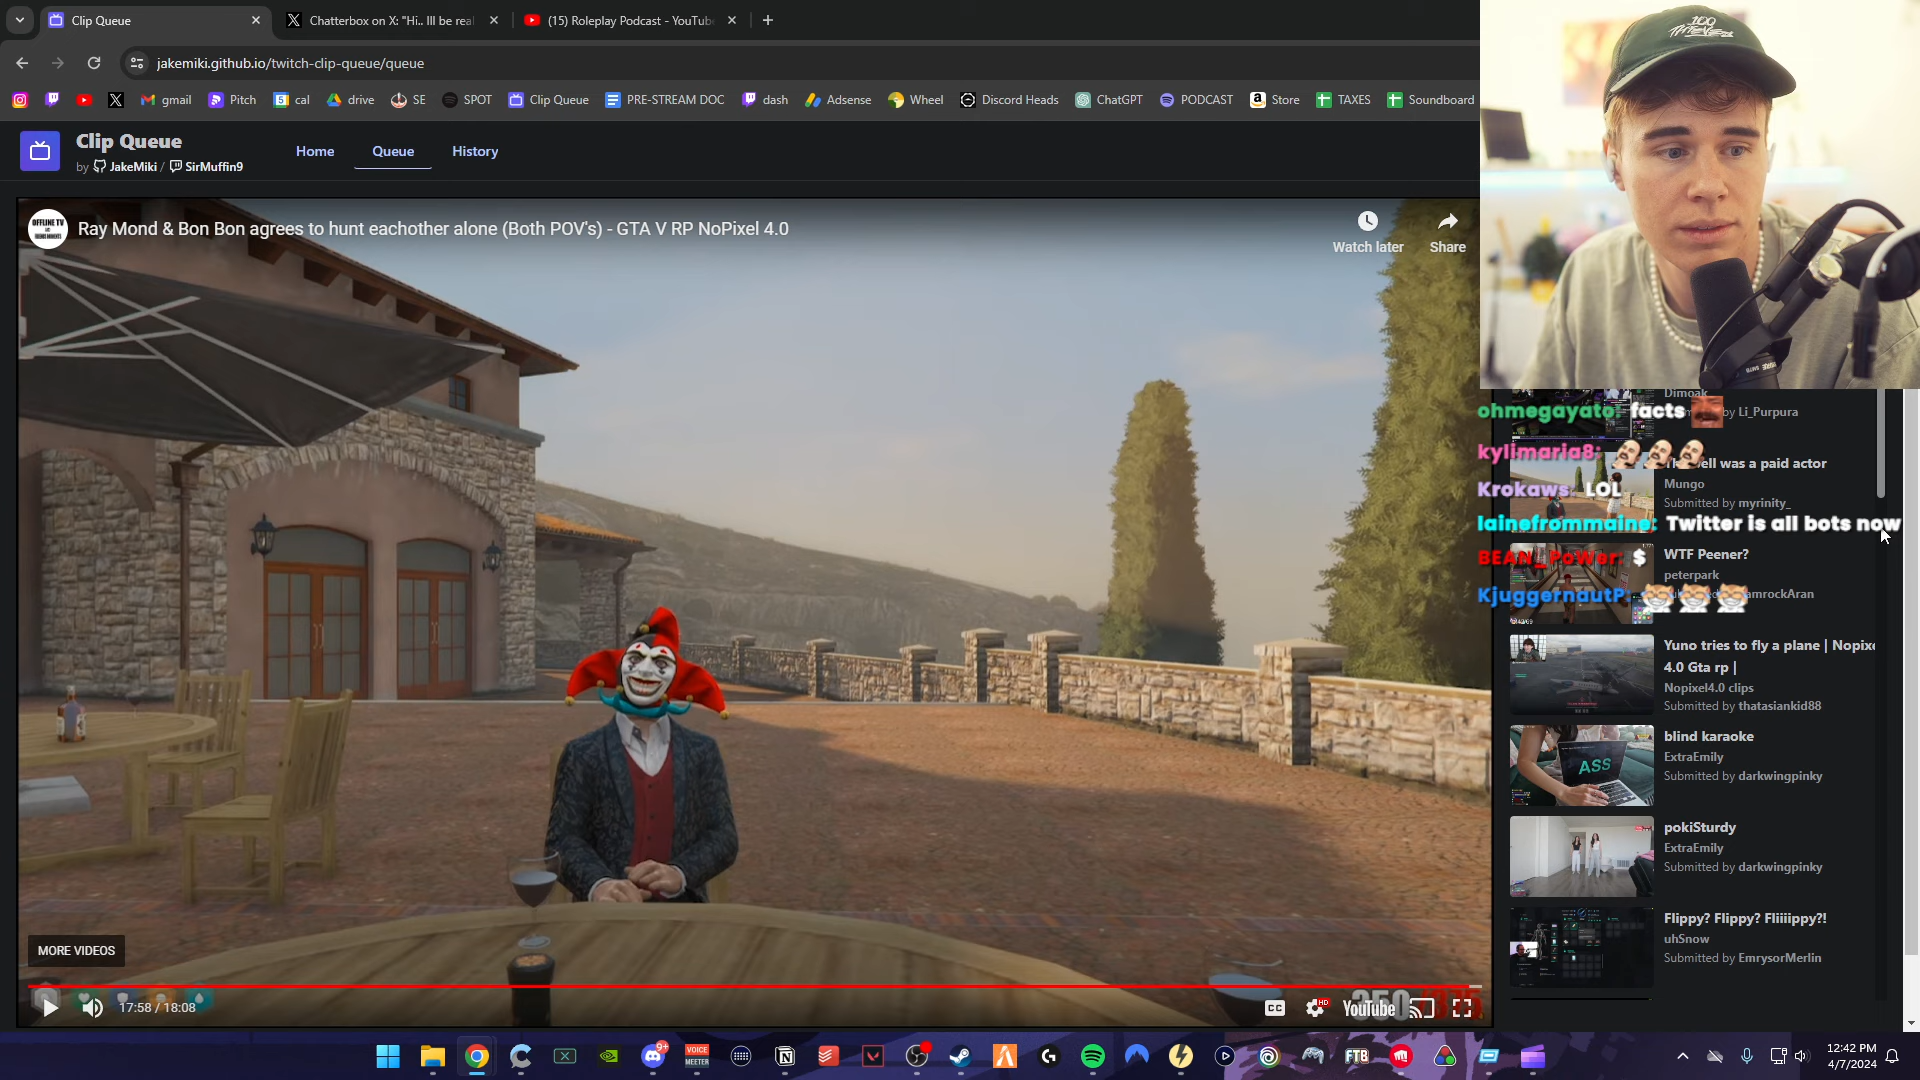 Clip Queue
Chatterbox on X: "Hi.. Ill be real
(15) Roleplay Podcast - YouTub
jakemiki.github.io/twitch-clip-queue/queue
gmail
Pitch
cal
drive
SE
SPOT
Clip Queue
PRE-STREAM DOC
dash
Adsense
Wheel
Discord Heads
ChatGPT
PODCAST
Store
TAXES
Soundboard
Clip Queue
by JakeMiki / SirMuffin9
Home
Queue
History
OFFLINE TV
Ray Mond & Bon Bon agrees to hunt eachother alone (Both POV's) - GTA V RP NoPixel 4.0
Watch later
Share
Dimoak
by Li_Purpura
ohmegayato: facts
kylimaria8:
ell was a paid actor
Mungo
Submitted by myrinity_
Krokaws: LOL
lainefrommaine: Twitter is all bots now
BEAN_PoWer: $
WTF Peener?
peterpark
amrockAran
KjuggernautP:
Yuno tries to fly a plane | Nopixe
4.0 Gta rp |
Nopixel4.0 clips
Submitted by thatasiankid88
ASS
blind karaoke
ExtraEmily
Submitted by darkwingpinky
pokiSturdy
ExtraEmily
Submitted by darkwingpinky
Flippy? Flippy? Fliiiippy?!
uhSnow
Submitted by EmrysorMerlin
MORE VIDEOS
17:58 / 18:08
CC
HD
YouTube
9+
VOICE
MEETER
FTB
12:42 PM
4/7/2024